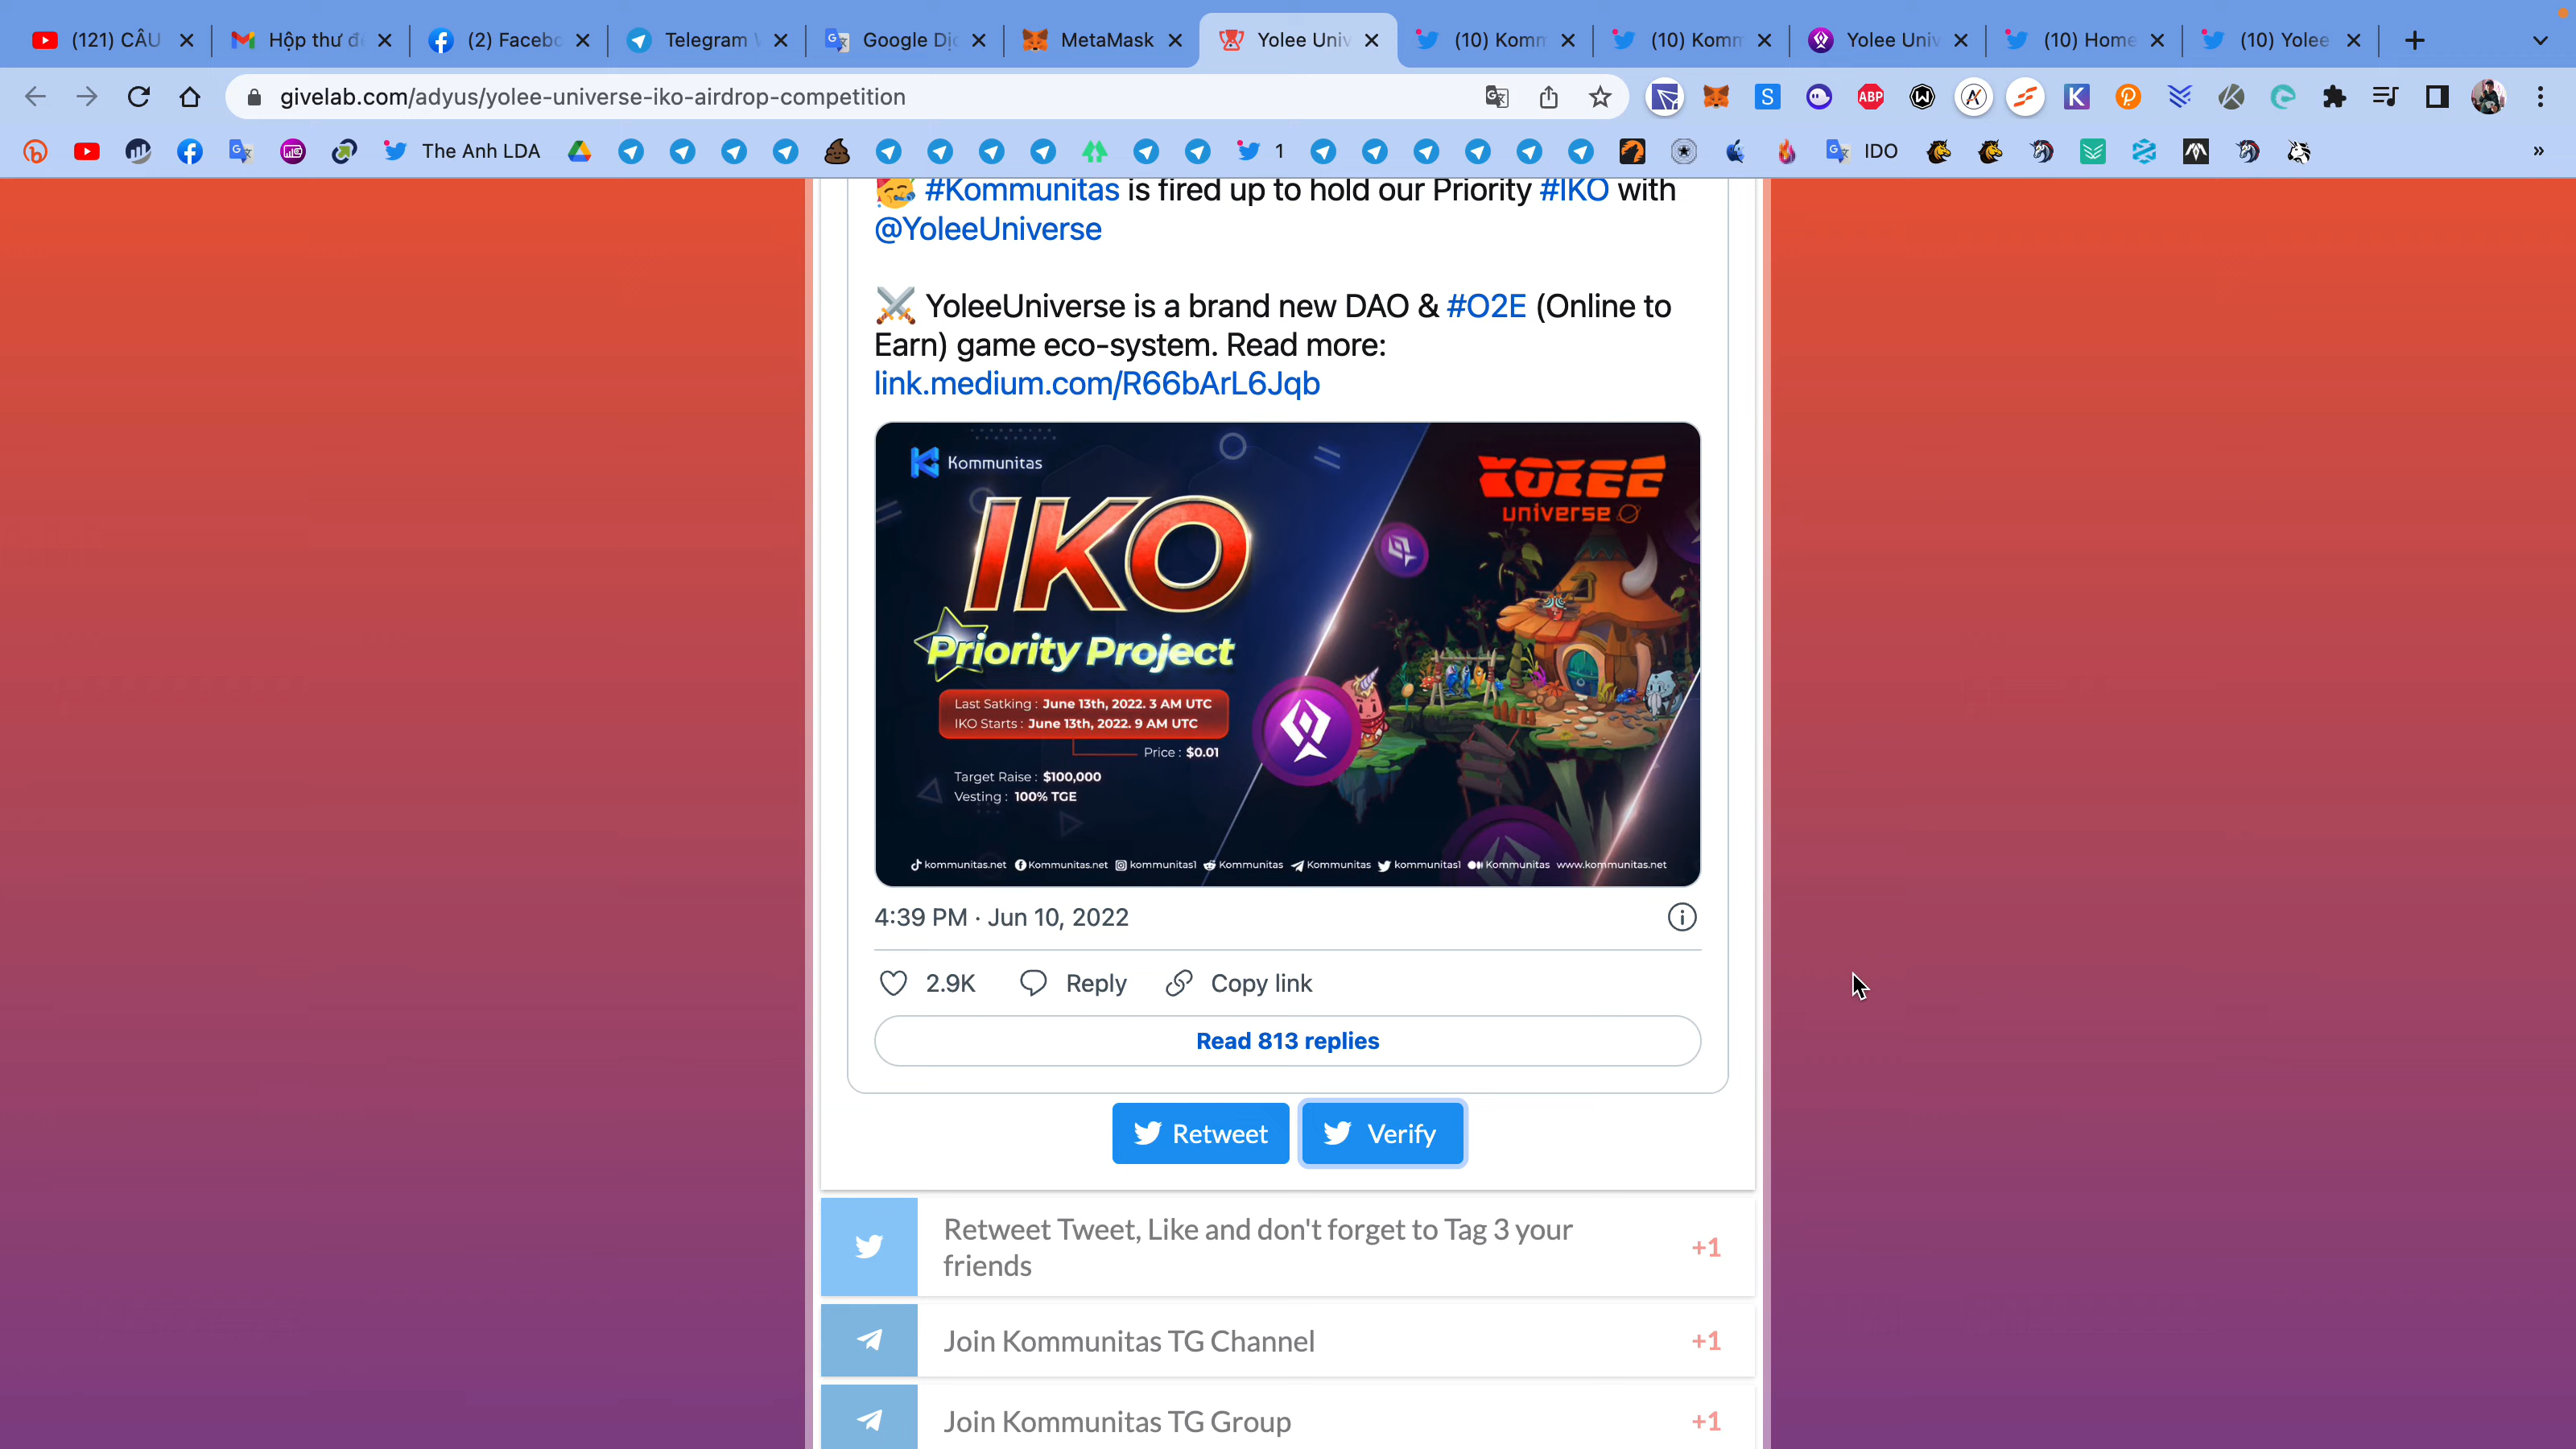 (121) CÂU
Hộp thư đế
(2) Facebo
Telegram
Google Dịc
MetaMask
Yolee Univ
(10) Komm
(10) Komm
Yolee Univ
(10) Home
(10) Yolee
givelab.com/adyus/yolee-universe-iko-airdrop-competition
S
ABP
K
The Anh LDA
1
IDO
»
#Kommunitas is fired up to hold our Priority #IKO with
@YoleeUniverse
YoleeUniverse is a brand new DAO & #O2E (Online to
Earn) game eco-system. Read more:
link.medium.com/R66bArL6Jqb
Kommunitas
YOLEE
universe
IKO
Priority Project
Last Satking : June 13th, 2022. 3 AM UTC
IKO Starts : June 13th, 2022. 9 AM UTC
Price : $0.01
Target Raise : $100,000
Vesting : 100% TGE
kommunitas.net Kommunitas.net kommunitas1 Kommunitas Kommunitas kommunitas1 Kommunitas www.kommunitas.net
4:39 PM · Jun 10, 2022
2.9K Reply Copy link
Read 813 replies
Retweet Verify
Retweet Tweet, Like and don't forget to Tag 3 your
friends
+1
Join Kommunitas TG Channel +1
Join Kommunitas TG Group +1